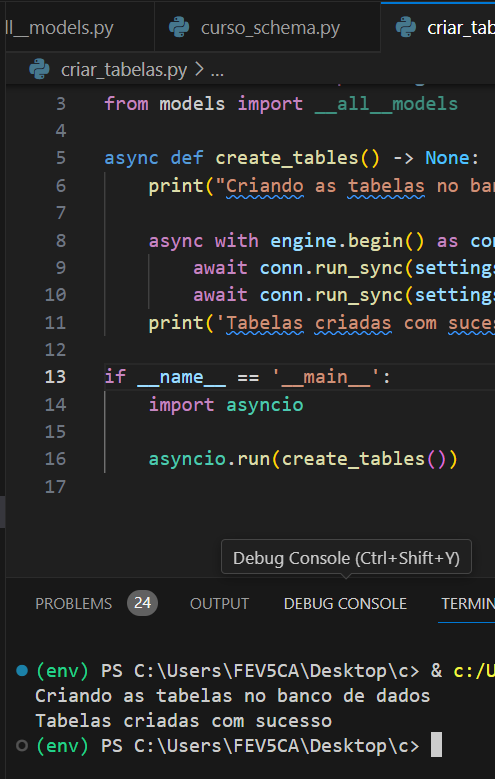 ll__models.py curso_schema.py criar_tab
criar_tabelas.py > ...
3 from models import __all__models
4
5 async def create_tables() -> None:
6 print("Criando as tabelas no ban
7
8 async with engine.begin() as co
9 await conn.run_sync(settings
10 await conn.run_sync(settings
11 print('Tabelas criadas com suces
12
13 if __name__ == '__main__':
14 import asyncio
15
16 asyncio.run(create_tables())
17
Debug Console (Ctrl+Shift+Y)
PROBLEMS 24 OUTPUT DEBUG CONSOLE TERMIN
(env) PS C:\Users\FEV5CA\Desktop\c> & c:/U
Criando as tabelas no banco de dados
Tabelas criadas com sucesso
(env) PS C:\Users\FEV5CA\Desktop\c>